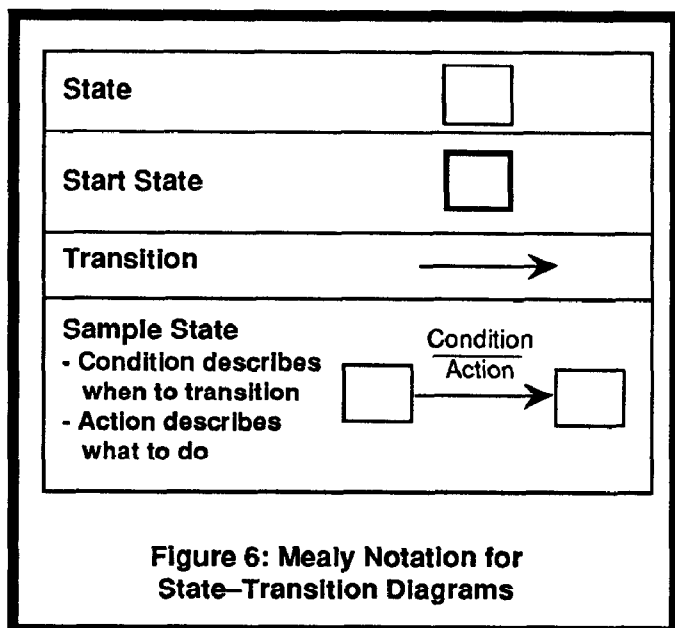 State
Start State
Transition
Sample State
- Condition describes
when to transition
- Action describes
what to do
Condition
Action
Figure 6: Mealy Notation for
State–Transition Diagrams